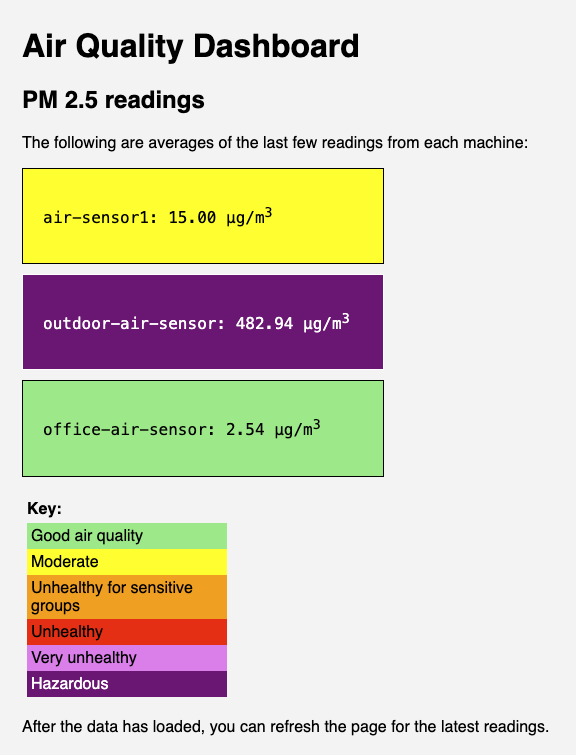 Air Quality Dashboard
PM 2.5 readings
The following are averages of the last few readings from each machine:
air-sensor1: 15.00 μg/m³
outdoor-air-sensor: 482.94 μg/m³
office-air-sensor: 2.54 μg/m³
Key:
Good air quality
Moderate
Unhealthy for sensitive
groups
Unhealthy
Very unhealthy
Hazardous
After the data has loaded, you can refresh the page for the latest readings.